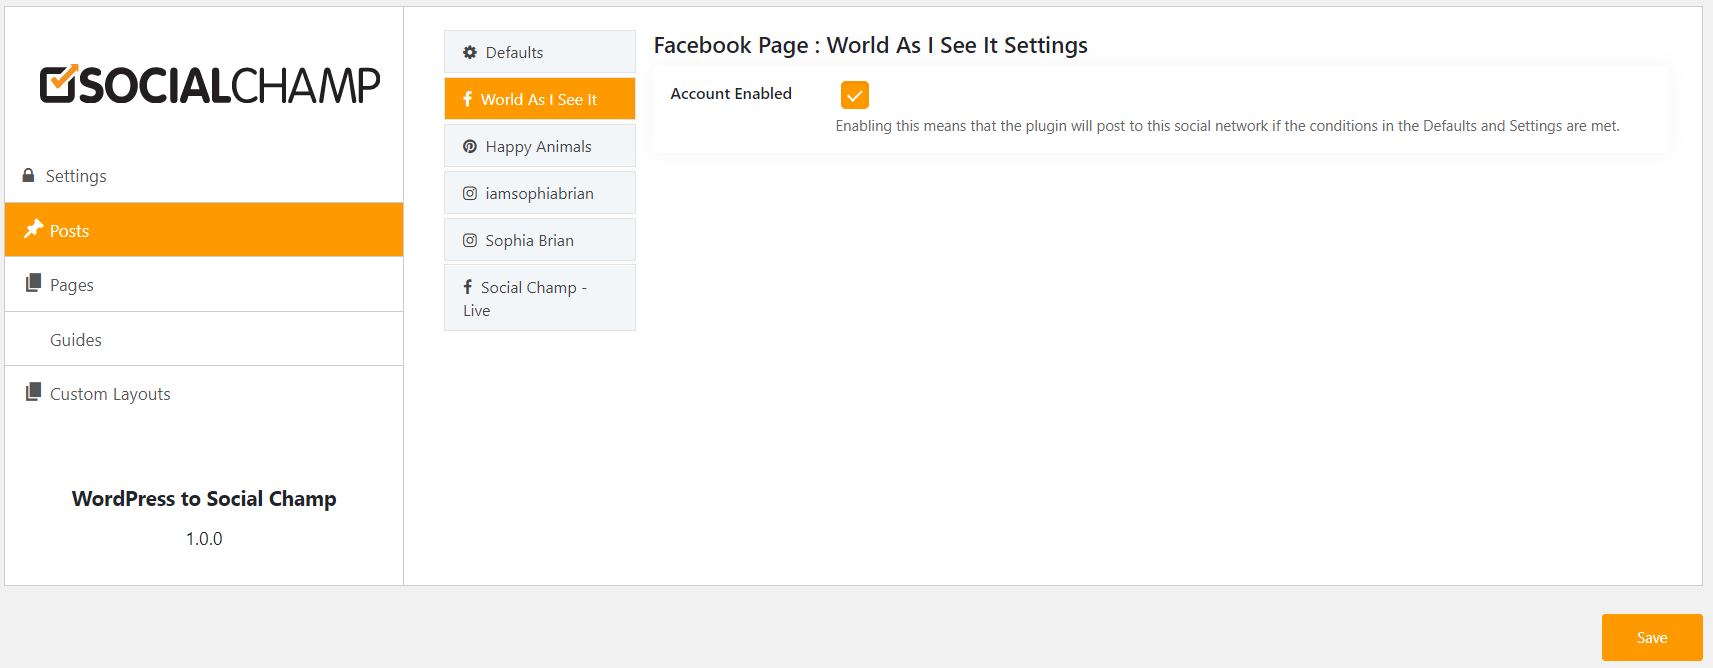 SOCIALCHAMP
Settings
Posts
Pages
Guides
Custom Layouts
WordPress to Social Champ
1.0.0
Defaults
World As I See It
Happy Animals
iamsophiabrian
Sophia Brian
Social Champ -
Live
Facebook Page : World As I See It Settings
Account Enabled
Enabling this means that the plugin will post to this social network if the conditions in the Defaults and Settings are met.
Save